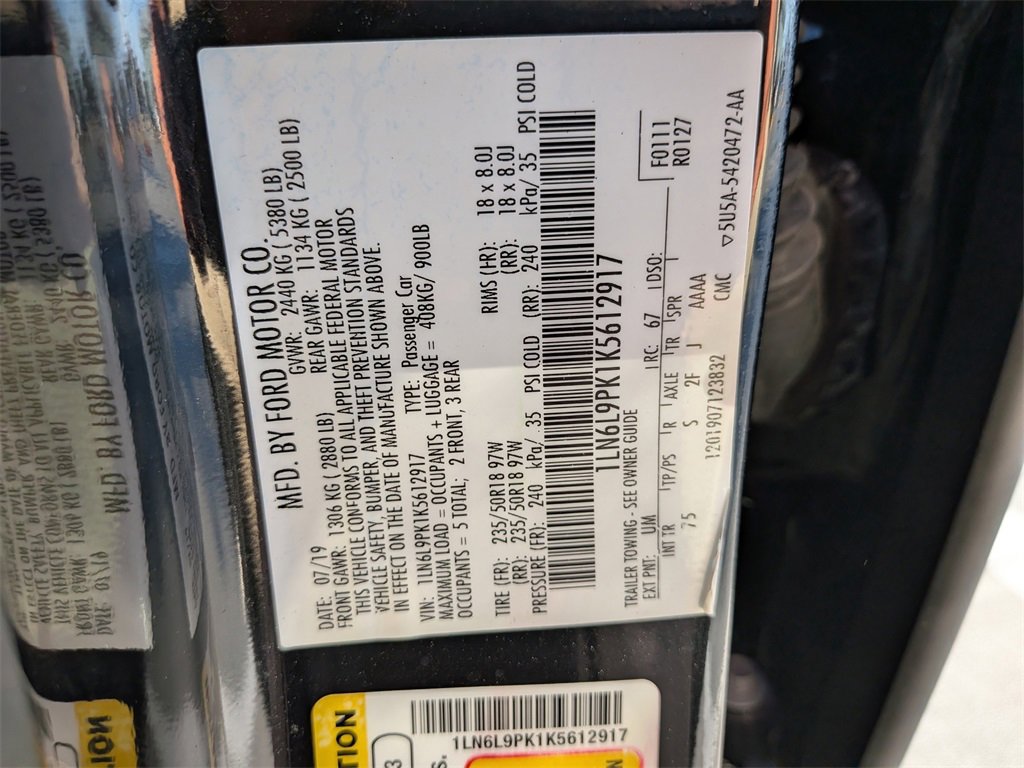 MFD. BY FORD MOTOR CO.
DATE: 07/19 GVWR: 2440 KG ( 5380 LB)
FRONT GAWR: 1306 KG ( 2880 LB) REAR GAWR: 1134 KG ( 2500 LB)
THIS VEHICLE CONFORMS TO ALL APPLICABLE FEDERAL MOTOR
VEHICLE SAFETY, BUMPER, AND THEFT PREVENTION STANDARDS
IN EFFECT ON THE DATE OF MANUFACTURE SHOWN ABOVE.
VIN: 1LN6L9PK1K5612917 TYPE: Passenger Car
MAXIMUM LOAD = OCCUPANTS + LUGGAGE = 408KG/ 900LB
OCCUPANTS = 5 TOTAL; 2 FRONT, 3 REAR
TIRE (FR): 235/50R18 97W RIMS (FR): 18 x 8.0J
(RR): 235/50R18 97W (RR): 18 x 8.0J
PRESSURE (FR): 240 kPa/ 35 PSI COLD (RR): 240 kPa/ 35 PSI COLD
1LN6L9PK1K5612917
TRAILER TOWING - SEE OWNER GUIDE
F0111
R0127
EXT PNT: UM RC: 67 DSO:
INT TR TP/PS R AXLE TR SPR
75 S 2F J AAAA
1201907123832 CMC
5U5A-5420472-AA
TION
3
S.
1LN6L9PK1K5612917